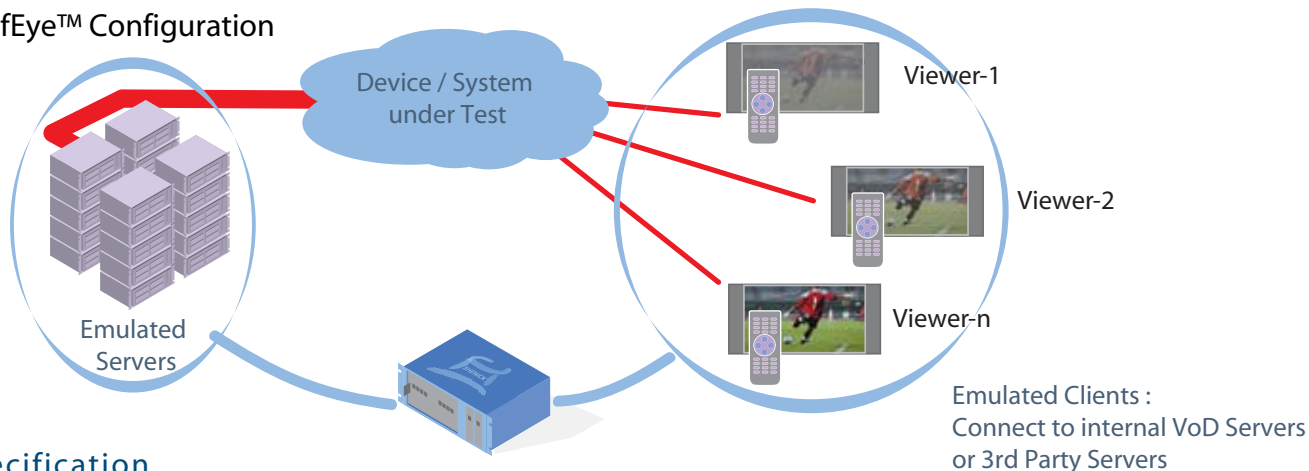 fEye™ Configuration
Device / System
under Test
Viewer-1
Viewer-2
Viewer-n
Emulated
Servers
SHENICK
Emulated Clients :
Connect to internal VoD Servers
or 3rd Party Servers
ecification